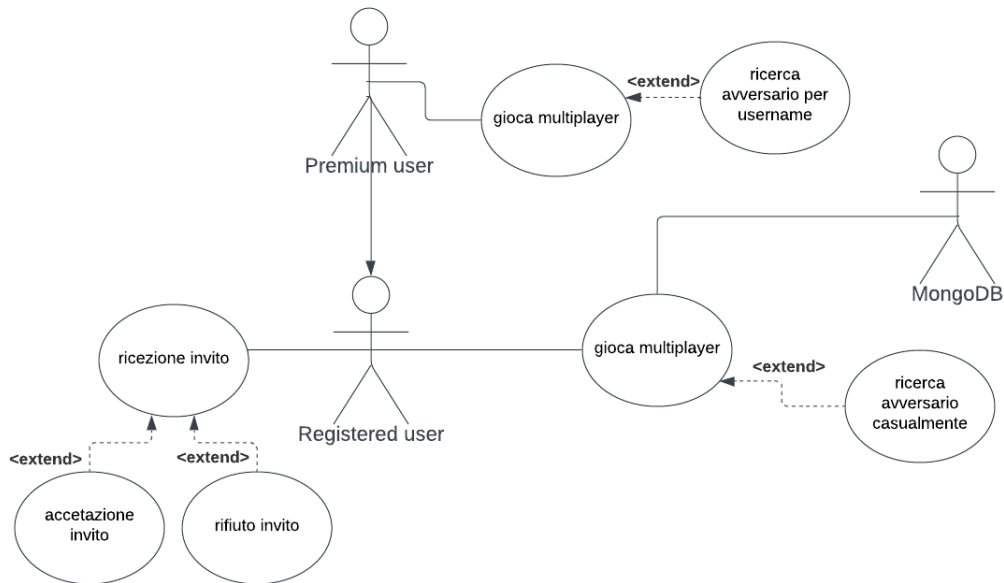 ricerca
avversario per
username
<extend>
gioca multiplayer
Premium user
MongoDB
ricezione invito
gioca multiplayer
<extend>
ricerca
avversario
casualmente
Registered user
<extend>
<extend>
accetazione
invito
rifiuto invito